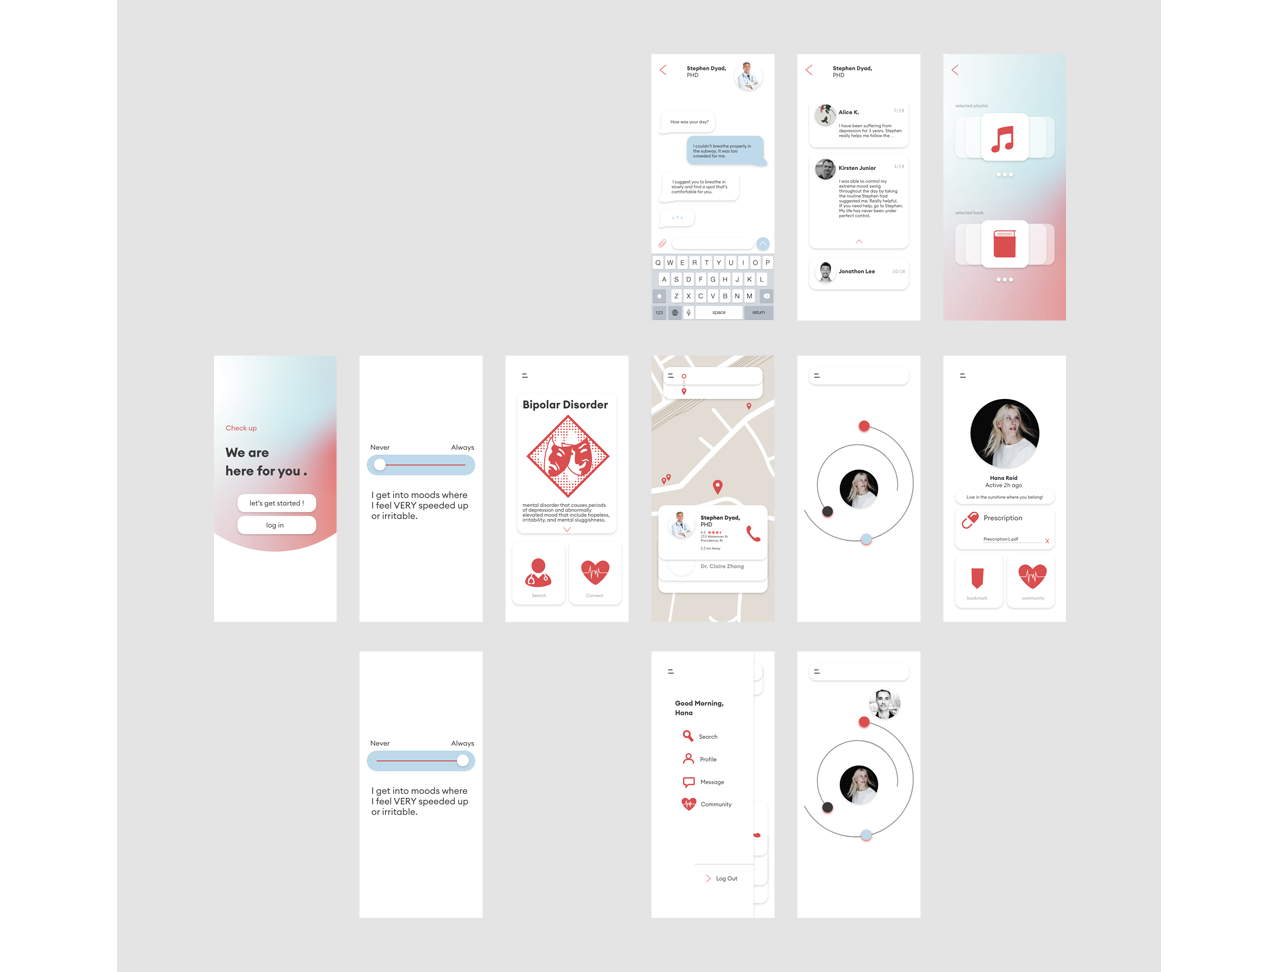 Stephen Dyad,
PHD
How was your day?
I couldn't breathe properly in
the subway. It was too
crowded for me.
I suggest you to breathe in
slowly and find a spot that's
comfortable for you.
Q W E R T Y U I O P
A S D F G H J K L
Z X C V B N M
123
space
return
Stephen Dyad,
PHD
Alice K.
I have been suffering from
depression for 3 years. Stephen
really helps me follow the ...
Kirsten Junior
I was able to control my
extreme mood swing
throughout the day by taking
the routine Stephen had
suggested me. Really helpful.
If you need help, go to Stephen.
My life has never been under
perfect control.
Jonathon Lee
10/18
selected playlist
selected book
Check up
We are
here for you .
let's get started !
log in
Never
Always
I get into moods where
I feel VERY speeded up
or irritable.
Bipolar Disorder
mental disorder that causes periods
of depression and abnormally
elevated mood that include hopeless,
irritability, and mental sluggishness.
Search
Connect
Stephen Dyad,
PHD
Providence, RI
Dr. Claire Zhang
Hana Reid
Active 2h ago
Live in the sunshine where you belong!
Prescription
Prescription1.pdf
X
bookmark
community
Never
Always
I get into moods where
I feel VERY speeded up
or irritable.
Good Morning,
Hana
Search
Profile
Message
Community
Log Out